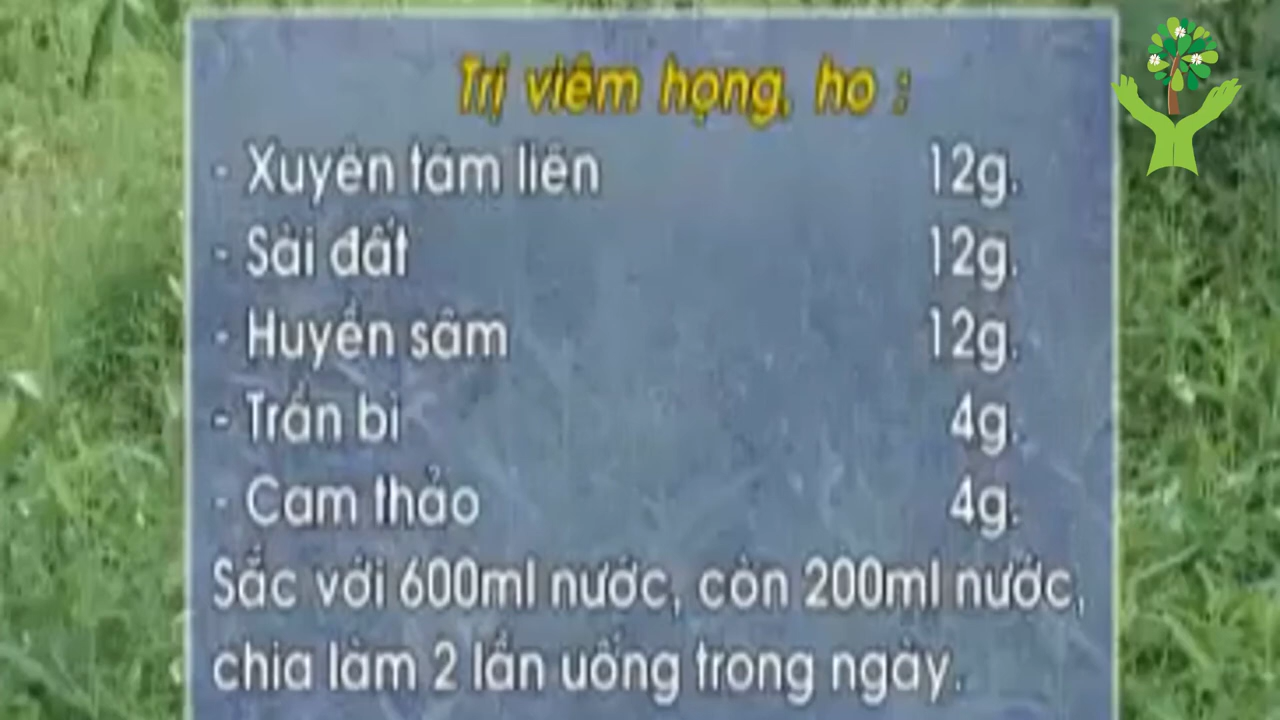 Trị viêm họng, ho :
- Xuyên tâm liên 12g.
- Sài đất 12g.
- Huyền sâm 12g.
- Trần bì 4g.
- Cam thảo 4g.
Sắc với 600ml nước, còn 200ml nước,
chia làm 2 lần uống trong ngày.